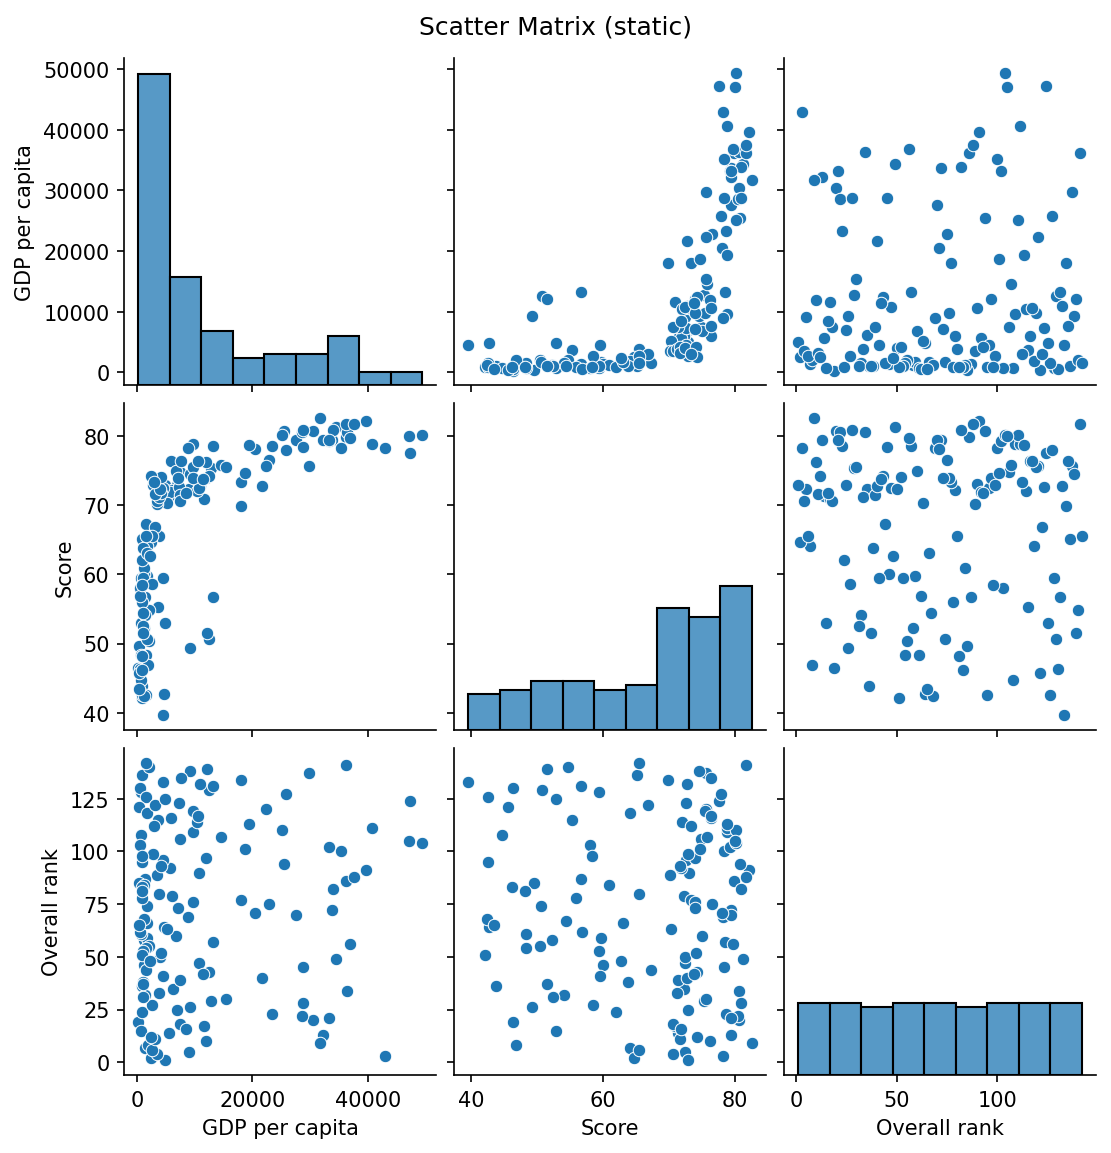 Scatter Matrix (static)
50000
40000
30000
20000
10000
0
GDP per capita
80
70
60
50
40
Score
125
100
75
50
25
0
Overall rank
0 20000 40000
40 60 80
0 50 100
GDP per capita
Score
Overall rank